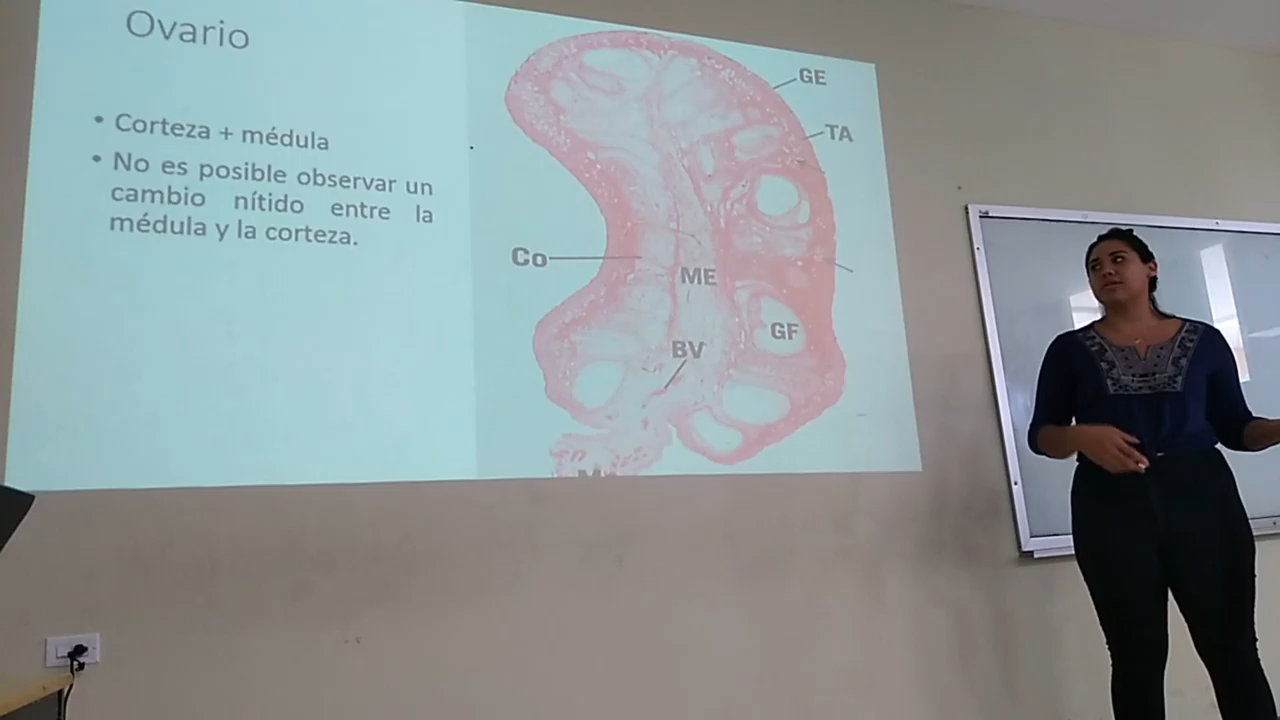 Ovario
• Corteza + médula
• No es posible observar un
cambio nítido entre la
médula y la corteza.
GE
TA
Co
ME
GF
BV